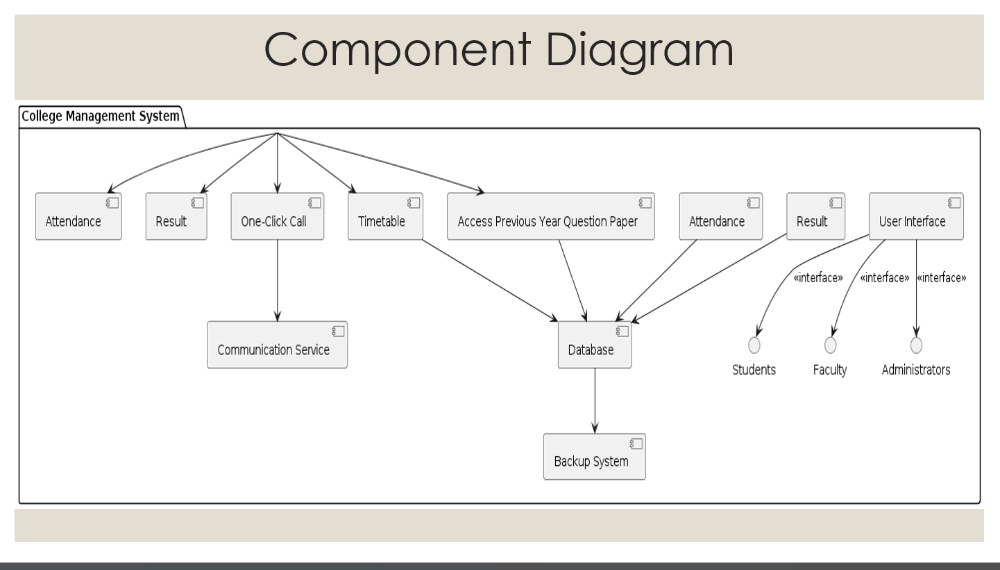 Component Diagram
College Management System
Attendance
Result
One-Click Call
Timetable
Access Previous Year Question Paper
Attendance
Result
User Interface
«interface»
«interface»
«interface»
Communication Service
Database
Students
Faculty
Administrators
Backup System